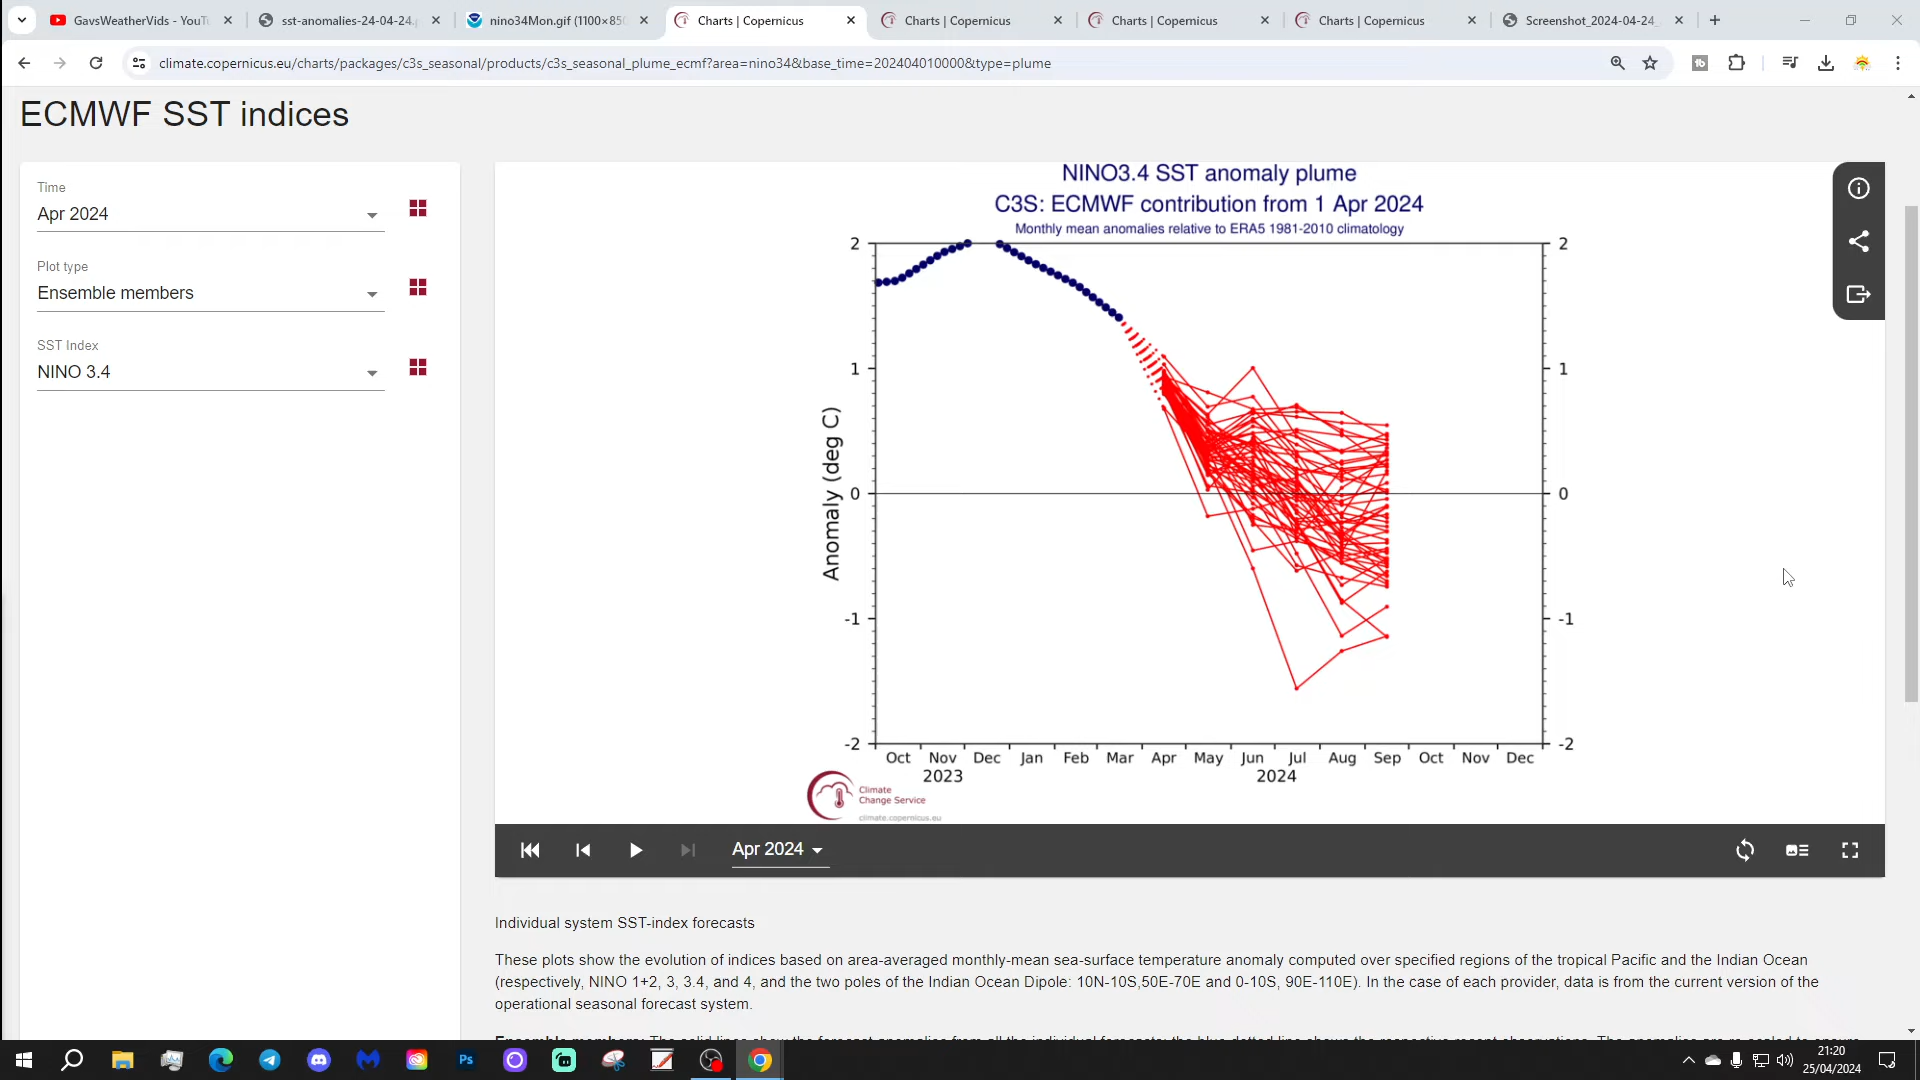 GavsWeatherVids - YouTu
sst-anomalies-24-04-24.p
nino34Mon.gif (1100×850
Charts | Copernicus
Charts | Copernicus
Charts | Copernicus
Charts | Copernicus
Screenshot_2024-04-24_
climate.copernicus.eu/charts/packages/c3s_seasonal/products/c3s_seasonal_plume_ecmf?area=nino34&base_time=202404010000&type=plume
ECMWF SST indices
Time
Apr 2024
Plot type
Ensemble members
SST Index
NINO 3.4
NINO3.4 SST anomaly plume
C3S: ECMWF contribution from 1 Apr 2024
Monthly mean anomalies relative to ERA5 1981-2010 climatology
2
1
0
-1
-2
Anomaly (deg C)
2
1
0
-1
-2
Oct Nov Dec Jan Feb Mar Apr May Jun Jul Aug Sep Oct Nov Dec
2023 2024
Climate
Change Service
climate.copernicus.eu
Apr 2024
Individual system SST-index forecasts
These plots show the evolution of indices based on area-averaged monthly-mean sea-surface temperature anomaly computed over specified regions of the tropical Pacific and the Indian Ocean
(respectively, NINO 1+2, 3, 3.4, and 4, and the two poles of the Indian Ocean Dipole: 10N-10S,50E-70E and 0-10S, 90E-110E). In the case of each provider, data is from the current version of the
operational seasonal forecast system.
Ps
21:20
25/04/2024